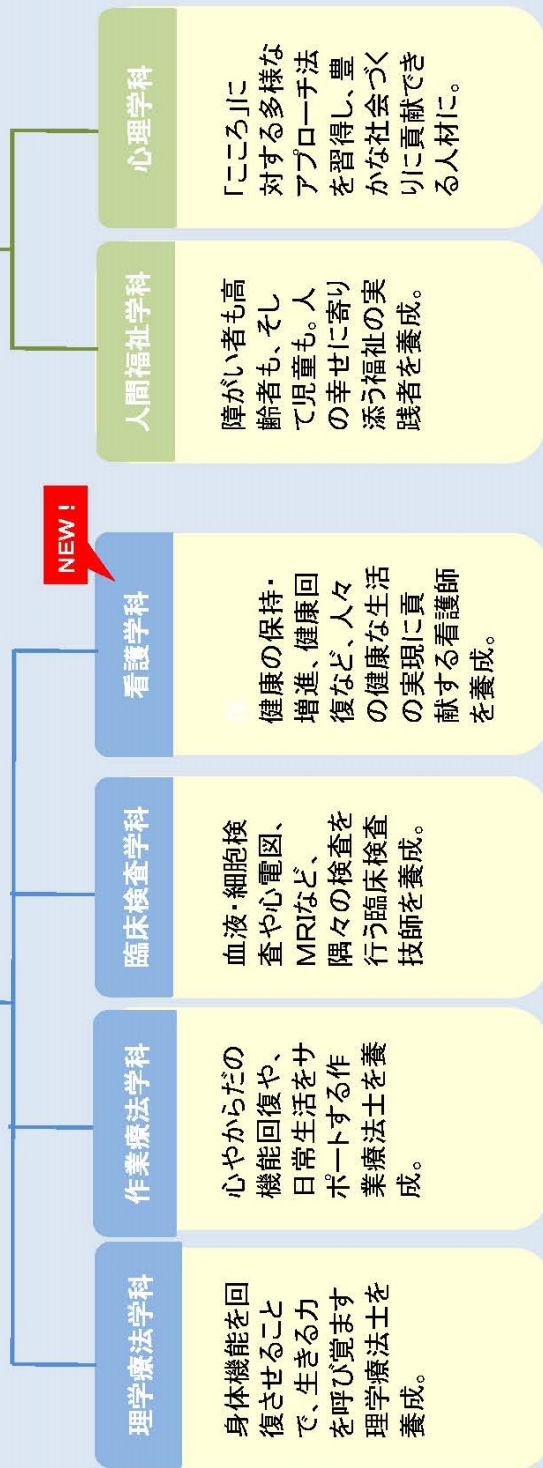 理学療法学科
身体機能を回
復させること
で、生きる力
を呼び覚ます
理学療法士を
養成。
作業療法学科
心やからだの
機能回復や、
日常生活をサ
ポートする作
業療法士を養
成。
臨床検査学科
血液・細胞検
査や心電図、
MRIなど、
隅々の検査を
行う臨床検査
技師を養成。
NEW！
看護学科
健康の保持・
増進、健康回
復など、人々
の健康な生活
の実現に貢
献する看護師
を養成。
人間福祉学科
障がい者も高
齢者も、そし
て児童も。人
の幸せに寄り
添う福祉の実
践者を養成。
心理学科
「こころ」に
対する多様な
アプローチ法
を習得し、豊
かな社会づく
りに貢献でき
る人材に。